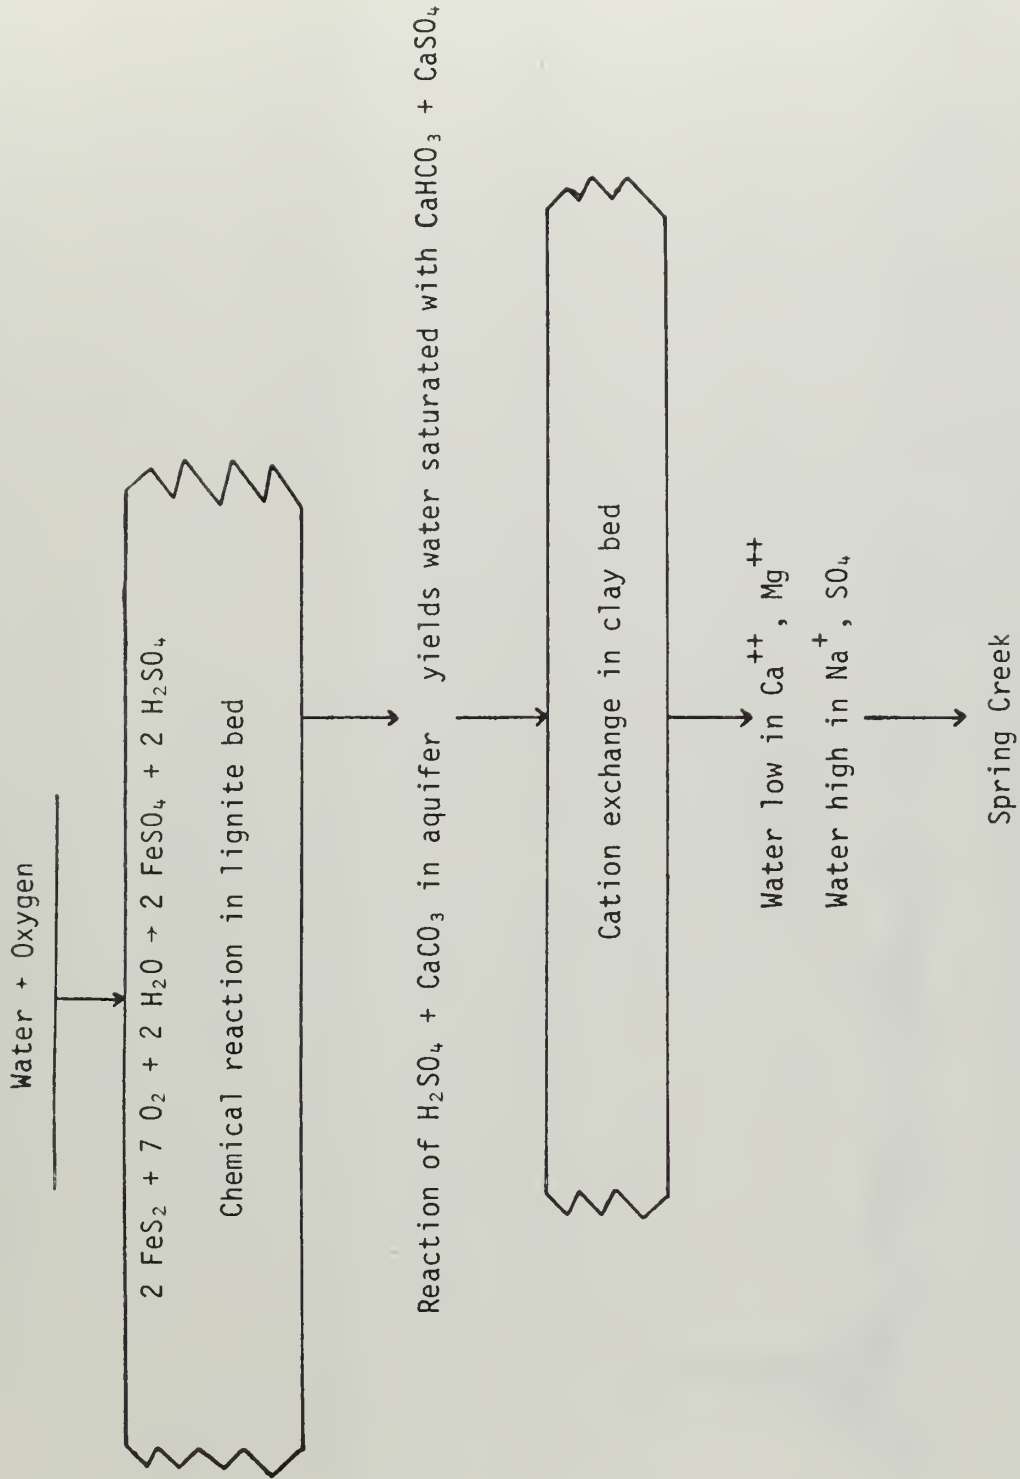 Water + Oxygen
2 FeS₂ + 7 O₂ + 2 H₂O → 2 FeSO₄ + 2 H₂SO₄
Chemical reaction in lignite bed
Reaction of H₂SO₄ + CaCO₃ in aquifer yields water saturated with CaHCO₃ + CaSO₄
Cation exchange in clay bed
Water low in Ca⁺⁺, Mg⁺⁺
Water high in Na⁺, SO₄
Spring Creek